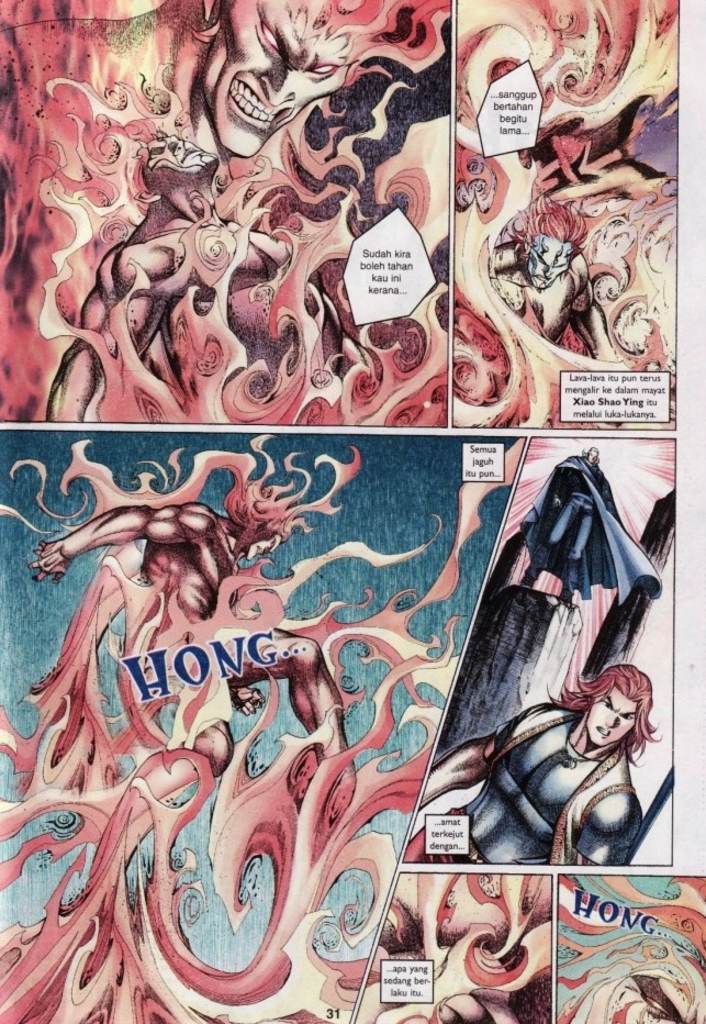 Sudah kira
boleh tahan
kau ini
kerana...
...sanggup
bertahan
begitu
lama...
Lava-lava itu pun terus
mengalir ke dalam mayat
Xiao Shao Ying itu
melalui luka-lukanya.
Semua
jaguh
itu pun...
HONG...
...amat
terkejut
dengan...
...apa yang
sedang ber-
laku itu.
HONG...
31